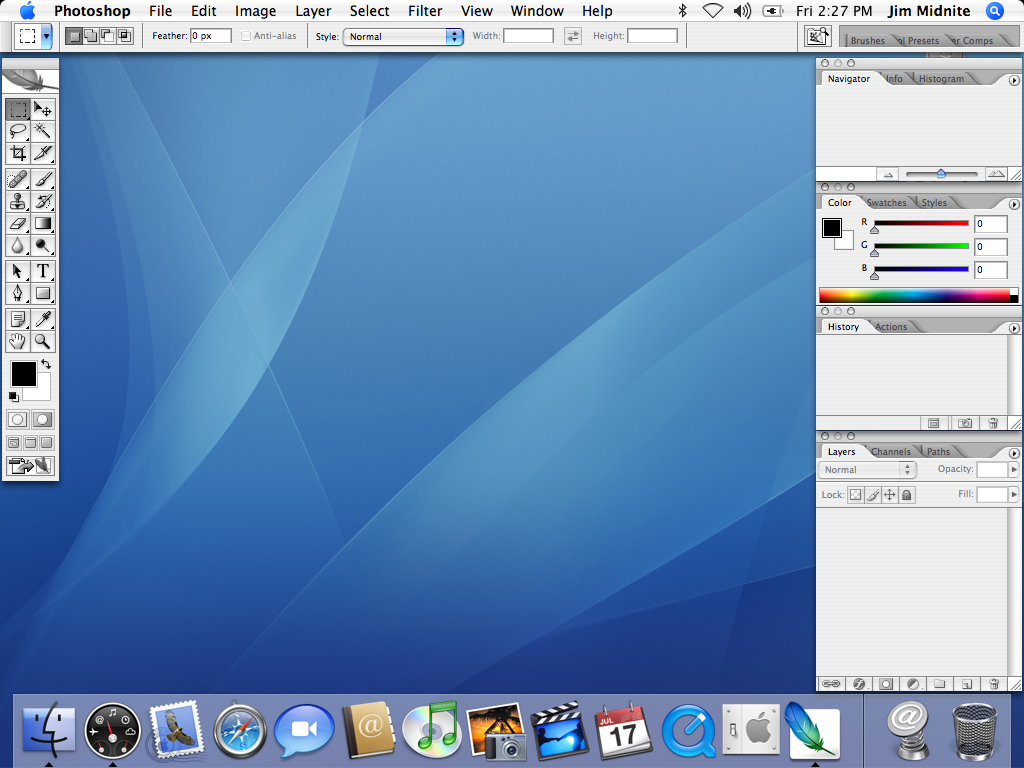 Photoshop File Edit Image Layer Select Filter View Window Help Fri 2:27 PM Jim Midnite
Feather: 0 px Anti-alias Style: Normal Width: Height: Brushes ol Presets er Comps
Navigator Info Histogram
Color Swatches Styles
R 0
G 0
B 0
T
History Actions
Layers Channels Paths
Normal Opacity:
Lock: Fill:
JUL
17
@
@